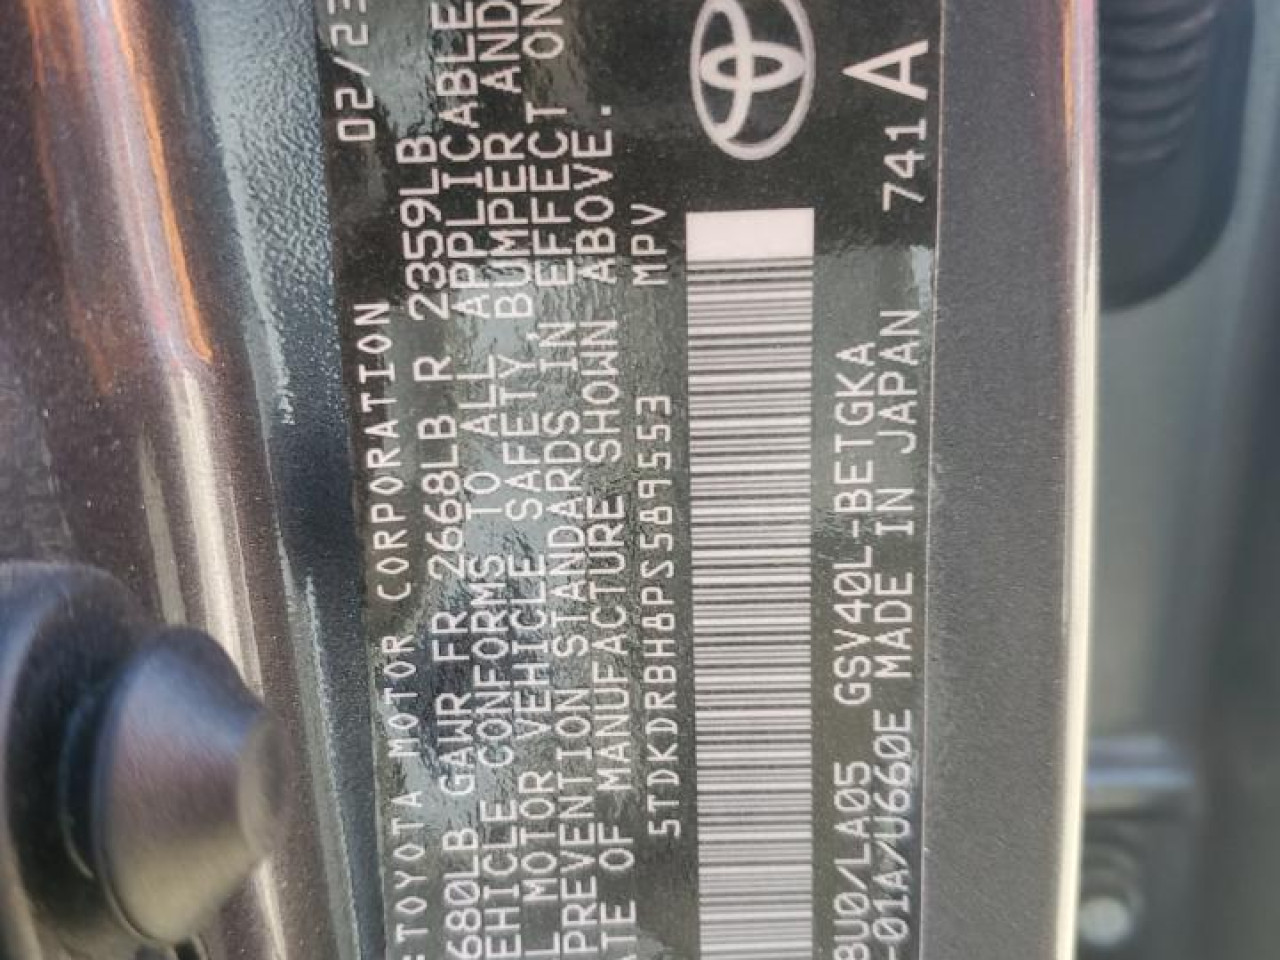 :TOYOTA MOTOR CORPORATION 02/23
680LB GAWR FR 2668LB R 2359LB
EHICLE CONFORMS TO ALL APPLICABLE
L MOTOR VEHICLE SAFETY,BUMPER AND
PREVENTION STANDARDS IN EFFECT ON
ATE OF MANUFACTURE SHOWN ABOVE.
5TDKDRBH8PS589553 MPV
8U0/LA05 GSV40L-BETGKA
-01A/U660E MADE IN JAPAN 741A